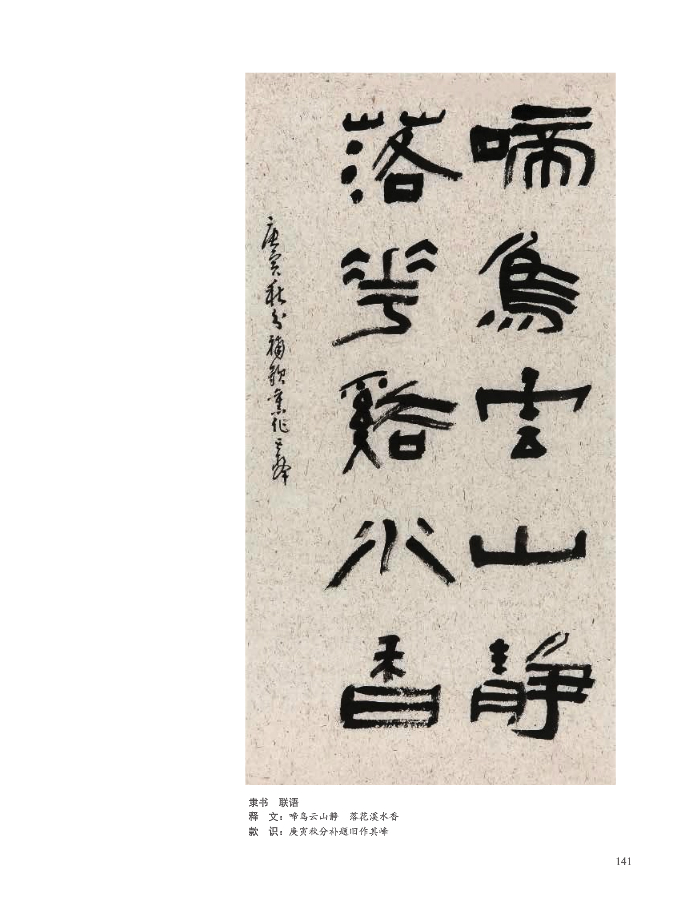 啼鳥雲山靜
落花谿水香
庚寅秋分補款舊作其峰
隶书 联语
释 文：啼鸟云山静 落花溪水香
款 识：庚寅秋分补题旧作其峰
141